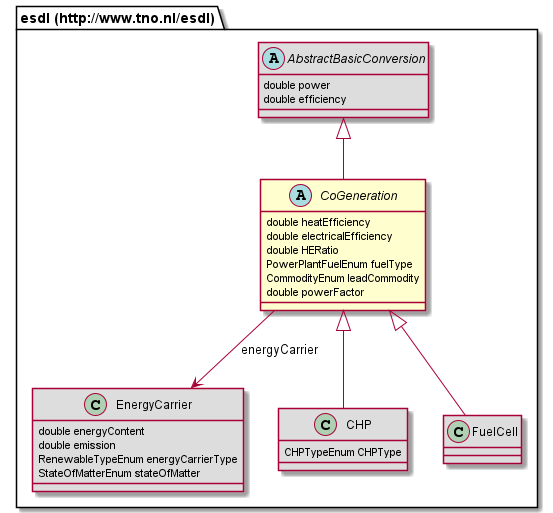 esdl (http://www.tno.nl/esdl)
A AbstractBasicConversion
double power
double efficiency
A CoGeneration
double heatEfficiency
double electricalEfficiency
double HERatio
PowerPlantFuelEnum fuelType
CommodityEnum leadCommodity
double powerFactor
energyCarrier
C EnergyCarrier
double energyContent
double emission
RenewableTypeEnum energyCarrierType
StateOfMatterEnum stateOfMatter
C CHP
CHPTypeEnum CHPType
C FuelCell